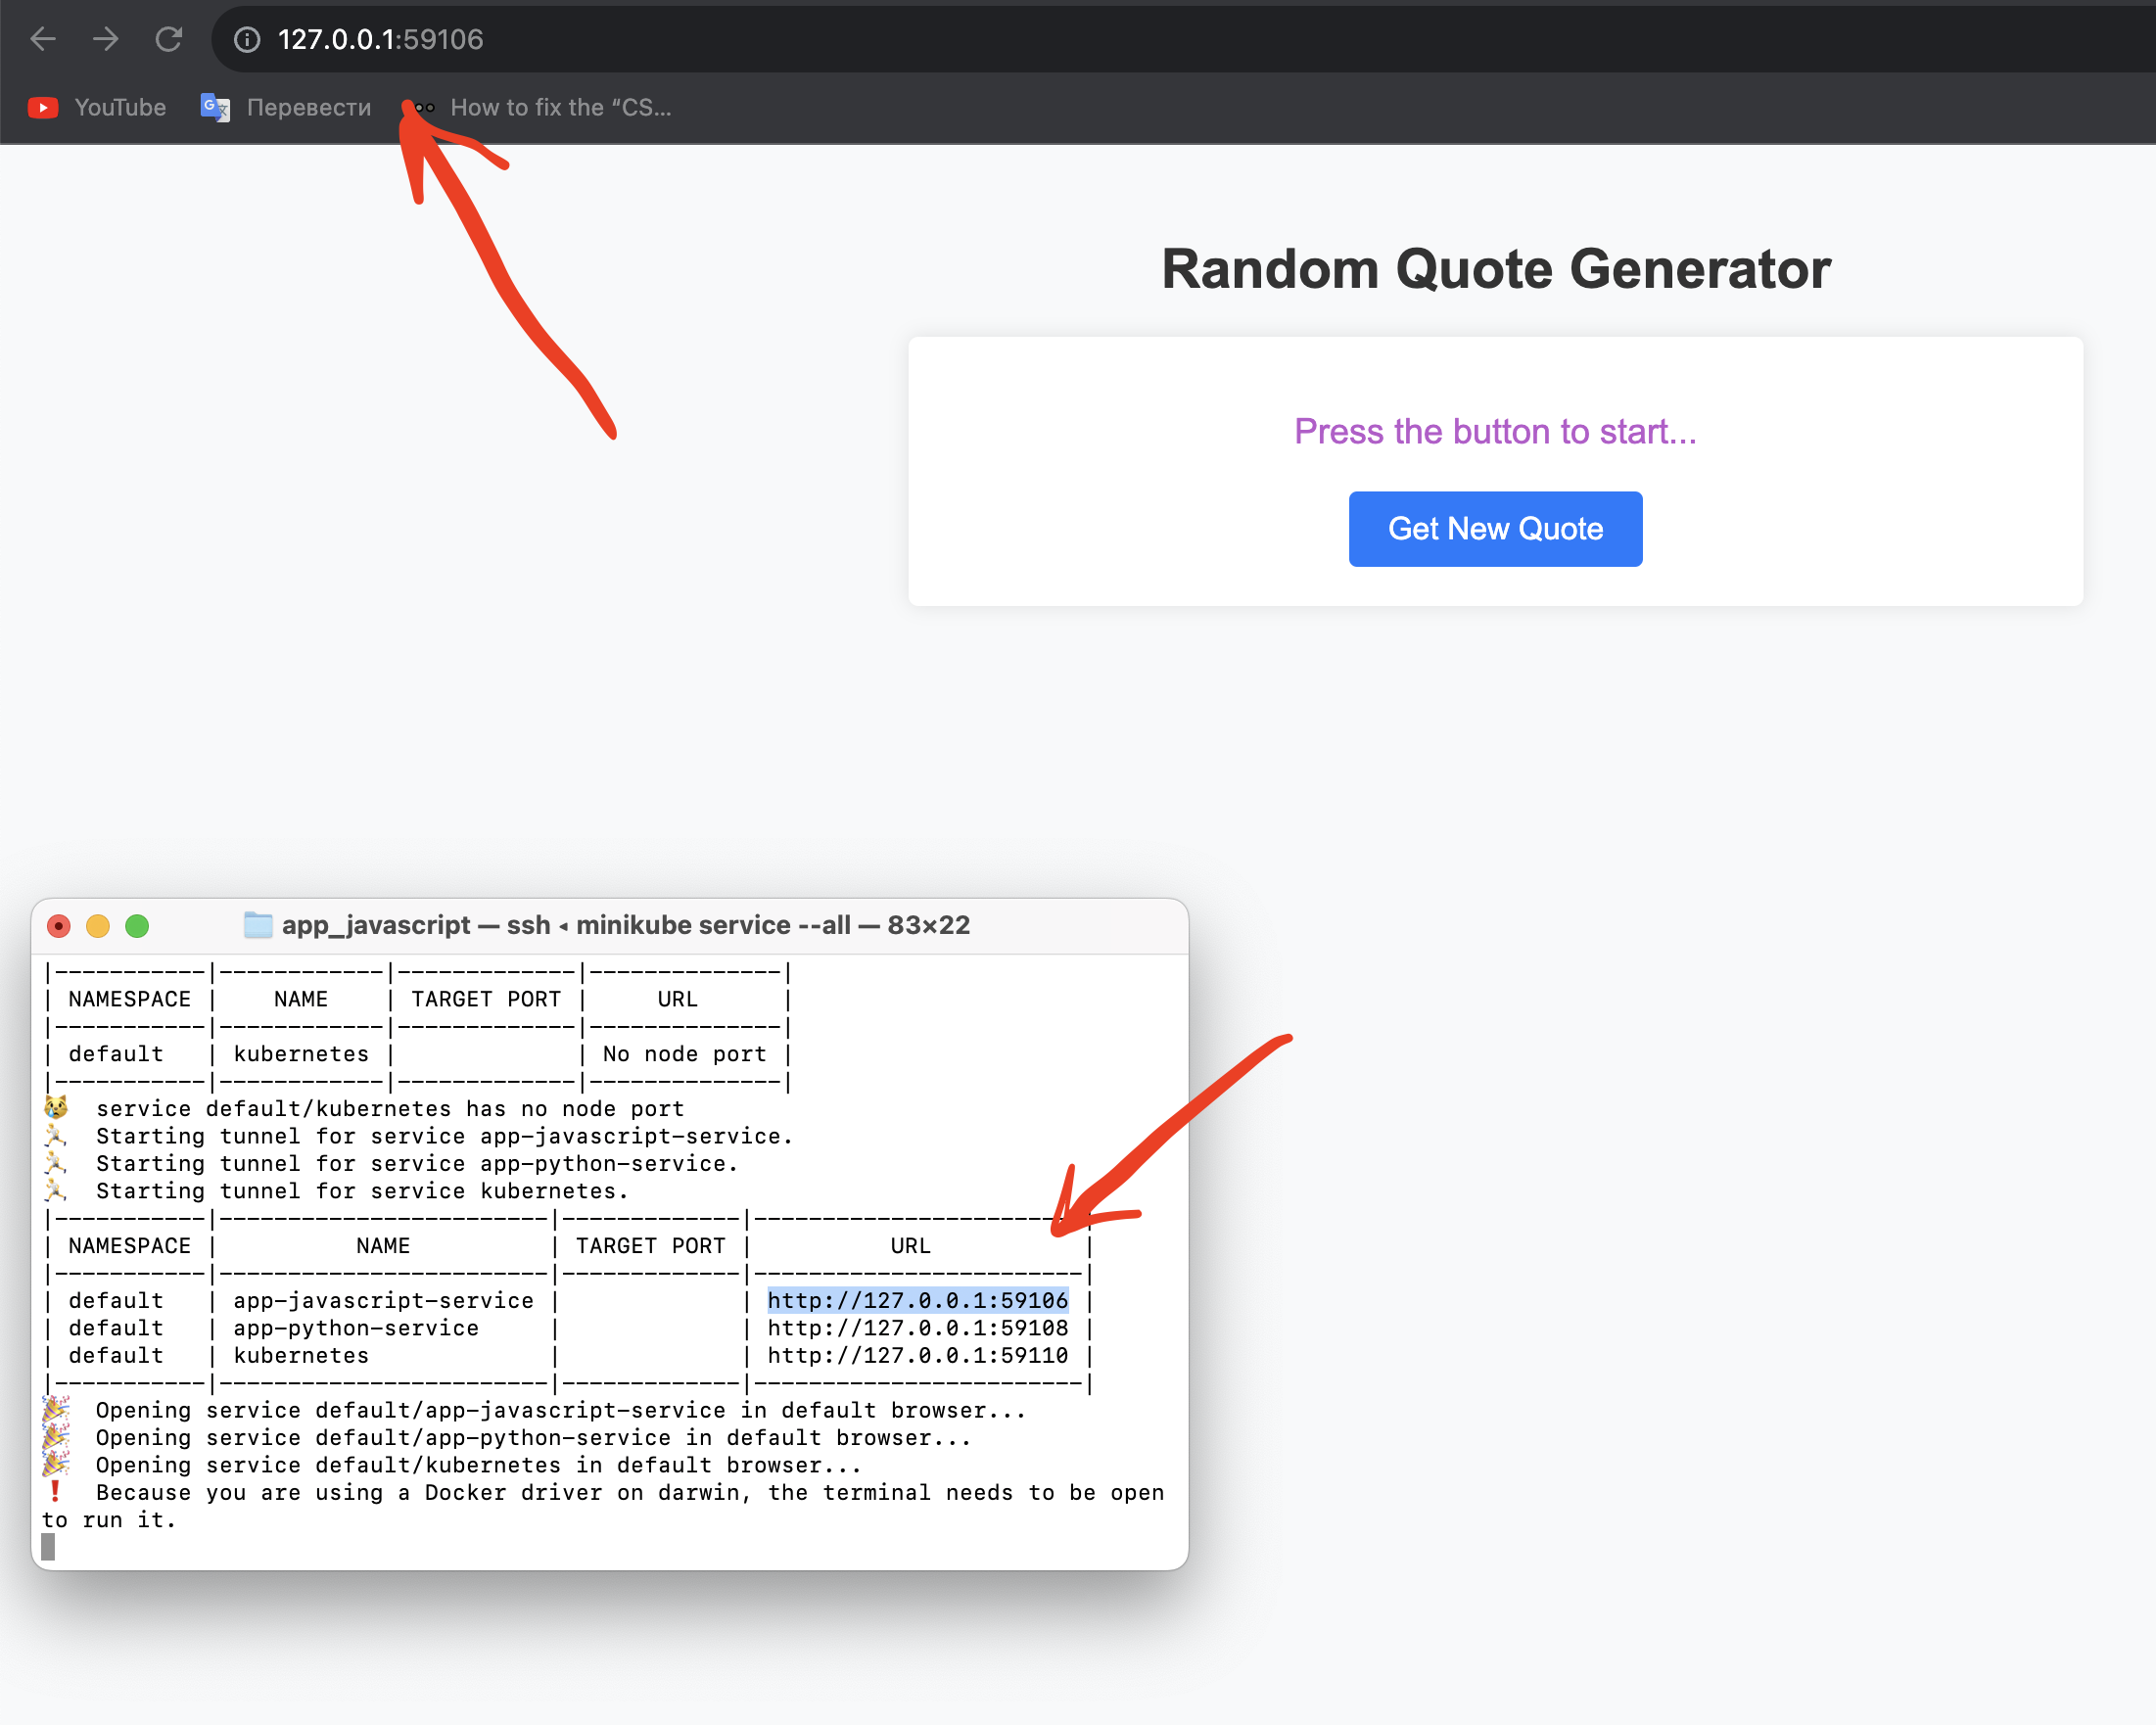 127.0.0.1:59106
YouTube Перевести How to fix the “CS...
Random Quote Generator
Press the button to start...
Get New Quote
app_javascript — ssh ◂ minikube service --all — 83×22
|-----------|------------|-------------|--------------|
| NAMESPACE |    NAME    | TARGET PORT |     URL      |
|-----------|------------|-------------|--------------|
| default   | kubernetes |             | No node port |
|-----------|------------|-------------|--------------|
😿  service default/kubernetes has no node port
🏃  Starting tunnel for service app-javascript-service.
🏃  Starting tunnel for service app-python-service.
🏃  Starting tunnel for service kubernetes.
|-----------|------------------------|-------------|------------------------|
| NAMESPACE |          NAME          | TARGET PORT |          URL           |
|-----------|------------------------|-------------|------------------------|
| default   | app-javascript-service |             | http://127.0.0.1:59106 |
| default   | app-python-service     |             | http://127.0.0.1:59108 |
| default   | kubernetes             |             | http://127.0.0.1:59110 |
|-----------|------------------------|-------------|------------------------|
🎉  Opening service default/app-javascript-service in default browser...
🎉  Opening service default/app-python-service in default browser...
🎉  Opening service default/kubernetes in default browser...
❗  Because you are using a Docker driver on darwin, the terminal needs to be open
to run it.